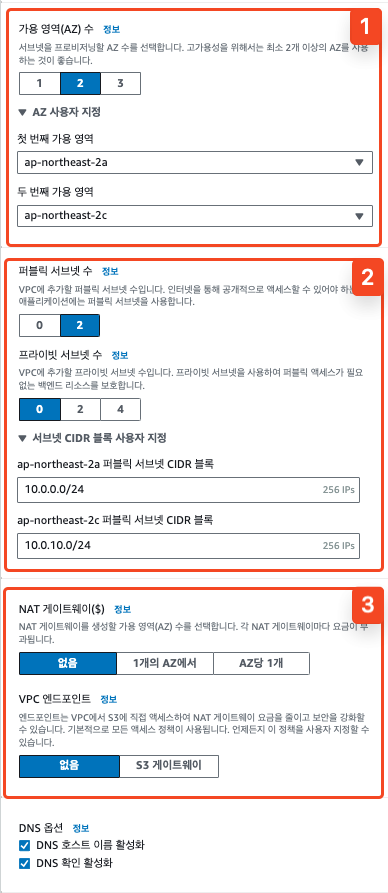 1
가용 영역(AZ) 수 정보
서브넷을 프로비저닝할 AZ 수를 선택합니다. 고가용성을 위해서는 최소 2개 이상의 AZ를 사용
하는 것이 좋습니다.
1 2 3
▼ AZ 사용자 지정
첫 번째 가용 영역
ap-northeast-2a
두 번째 가용 영역
ap-northeast-2c
2
퍼블릭 서브넷 수 정보
VPC에 추가할 퍼블릭 서브넷 수입니다. 인터넷을 통해 공개적으로 액세스할 수 있어야 하는
애플리케이션에는 퍼블릭 서브넷을 사용합니다.
0 2
프라이빗 서브넷 수 정보
VPC에 추가할 프라이빗 서브넷 수입니다. 프라이빗 서브넷을 사용하여 퍼블릭 액세스가 필요
없는 백엔드 리소스를 보호합니다.
0 2 4
▼ 서브넷 CIDR 블록 사용자 지정
ap-northeast-2a 퍼블릭 서브넷 CIDR 블록
10.0.0.0/24 256 IPs
ap-northeast-2c 퍼블릭 서브넷 CIDR 블록
10.0.10.0/24 256 IPs
3
NAT 게이트웨이($) 정보
NAT 게이트웨이를 생성할 가용 영역(AZ) 수를 선택합니다. 각 NAT 게이트웨이마다 요금이 부
과됩니다.
없음 1개의 AZ에서 AZ당 1개
VPC 엔드포인트 정보
엔드포인트는 VPC에서 S3에 직접 액세스하여 NAT 게이트웨이 요금을 줄이고 보안을 강화할
수 있습니다. 기본적으로 모든 액세스 정책이 사용됩니다. 언제든지 이 정책을 사용자 지정할 수
있습니다.
없음 S3 게이트웨이
DNS 옵션 정보
DNS 호스트 이름 활성화
DNS 확인 활성화